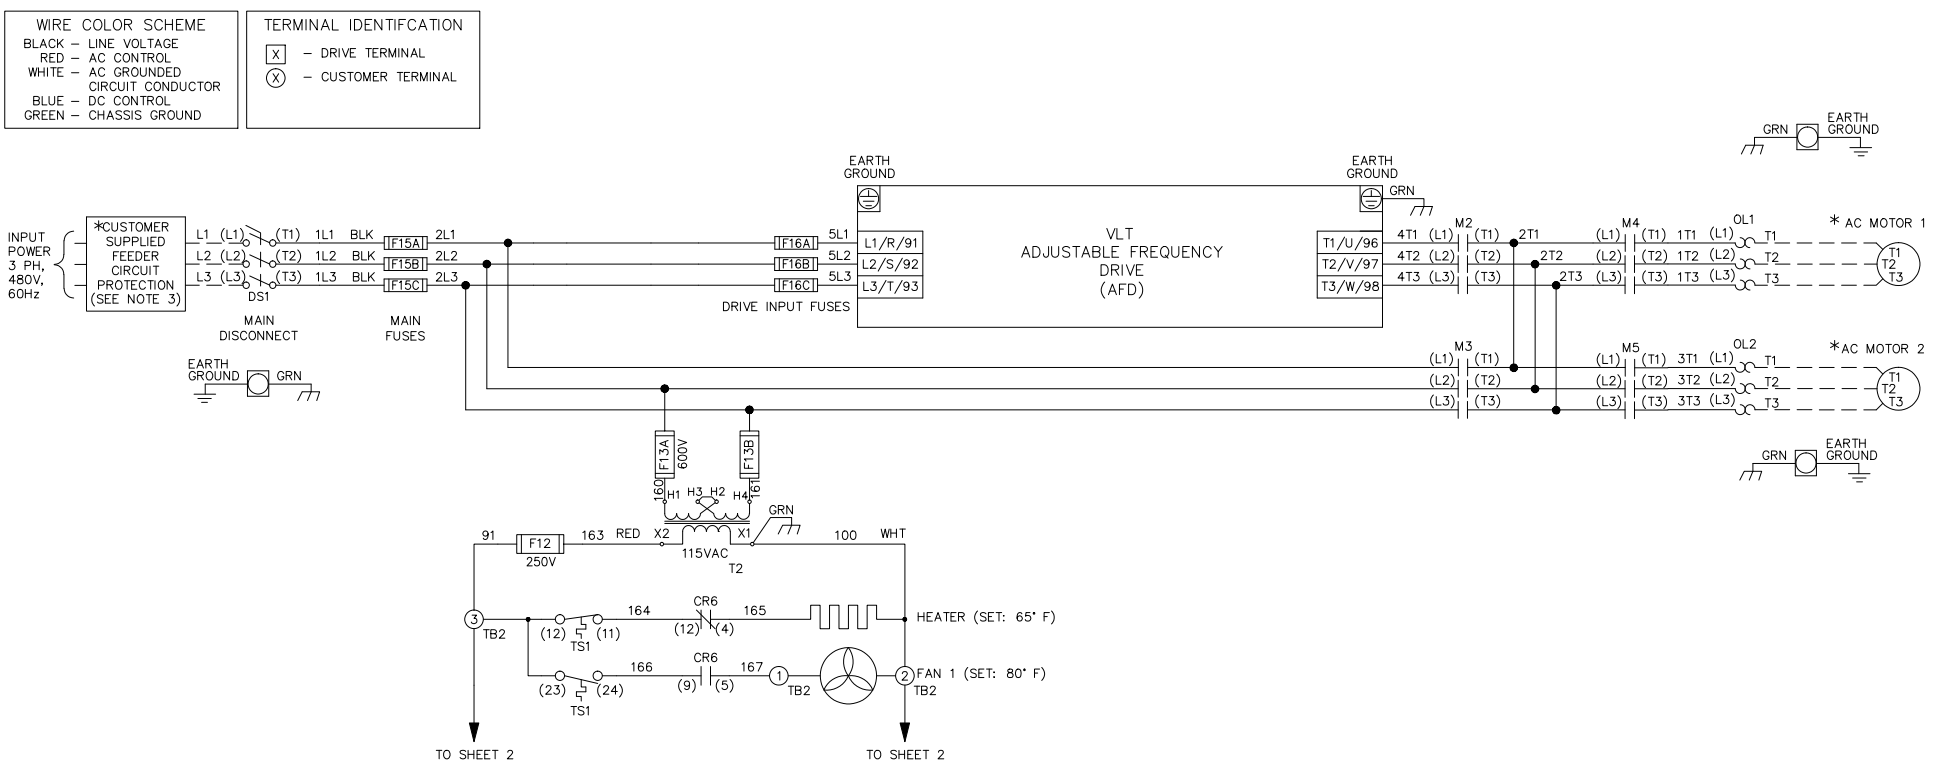 WIRE COLOR SCHEME
BLACK – LINE VOLTAGE
RED – AC CONTROL
WHITE – AC GROUNDED
CIRCUIT CONDUCTOR
BLUE – DC CONTROL
GREEN – CHASSIS GROUND
TERMINAL IDENTIFCATION
X – DRIVE TERMINAL
X – CUSTOMER TERMINAL
EARTH
GRN GROUND
EARTH
GROUND
EARTH
GROUND
GRN
INPUT
POWER
3 PH,
480V,
60Hz
*CUSTOMER
SUPPLIED
FEEDER
CIRCUIT
PROTECTION
(SEE NOTE 3)
L1 (L1) (T1) 1L1 BLK F15A 2L1 F16A 5L1 L1/R/91
L2 (L2) (T2) 1L2 BLK F15B 2L2 F16B 5L2 L2/S/92
L3 (L3) (T3) 1L3 BLK F15C 2L3 F16C 5L3 L3/T/93
DS1
MAIN
DISCONNECT
MAIN
FUSES
DRIVE INPUT FUSES
VLT
ADJUSTABLE FREQUENCY
DRIVE
(AFD)
M2 M4 OL1 * AC MOTOR 1
T1/U/96 4T1 (L1) (T1) 2T1 (L1) (T1) 1T1 (L1) T1 T1
T2/V/97 4T2 (L2) (T2) 2T2 (L2) (T2) 1T2 (L2) T2 T2
T3/W/98 4T3 (L3) (T3) 2T3 (L3) (T3) 1T3 (L3) T3 T3
M3 M5 OL2 * AC MOTOR 2
(L1) (T1) (L1) (T1) 3T1 (L1) T1 T1
(L2) (T2) (L2) (T2) 3T2 (L2) T2 T2
(L3) (T3) (L3) (T3) 3T3 (L3) T3 T3
EARTH
GROUND GRN
EARTH
GRN GROUND
F13A
600V
F13B
160
161
H1 H3 H2 H4
GRN
91 F12 163 RED X2 X1 100 WHT
250V
115VAC
T2
3
TB2
(12) (11)
TS1
164
CR6
(12) (4)
165
HEATER (SET: 65° F)
(23) (24)
TS1
166
CR6
(9) (5)
167
1
TB2
2
TB2
FAN 1 (SET: 80° F)
TO SHEET 2
TO SHEET 2